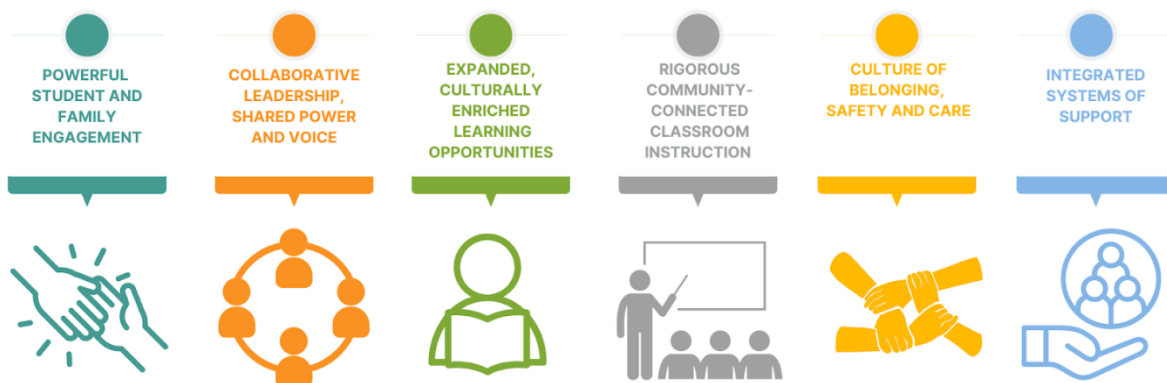 POWERFUL
STUDENT AND
FAMILY
ENGAGEMENT
COLLABORATIVE
LEADERSHIP,
SHARED POWER
AND VOICE
EXPANDED,
CULTURALLY
ENRICHED
LEARNING
OPPORTUNITIES
RIGOROUS
COMMUNITY-
CONNECTED
CLASSROOM
INSTRUCTION
CULTURE OF
BELONGING,
SAFETY AND CARE
INTEGRATED
SYSTEMS OF
SUPPORT